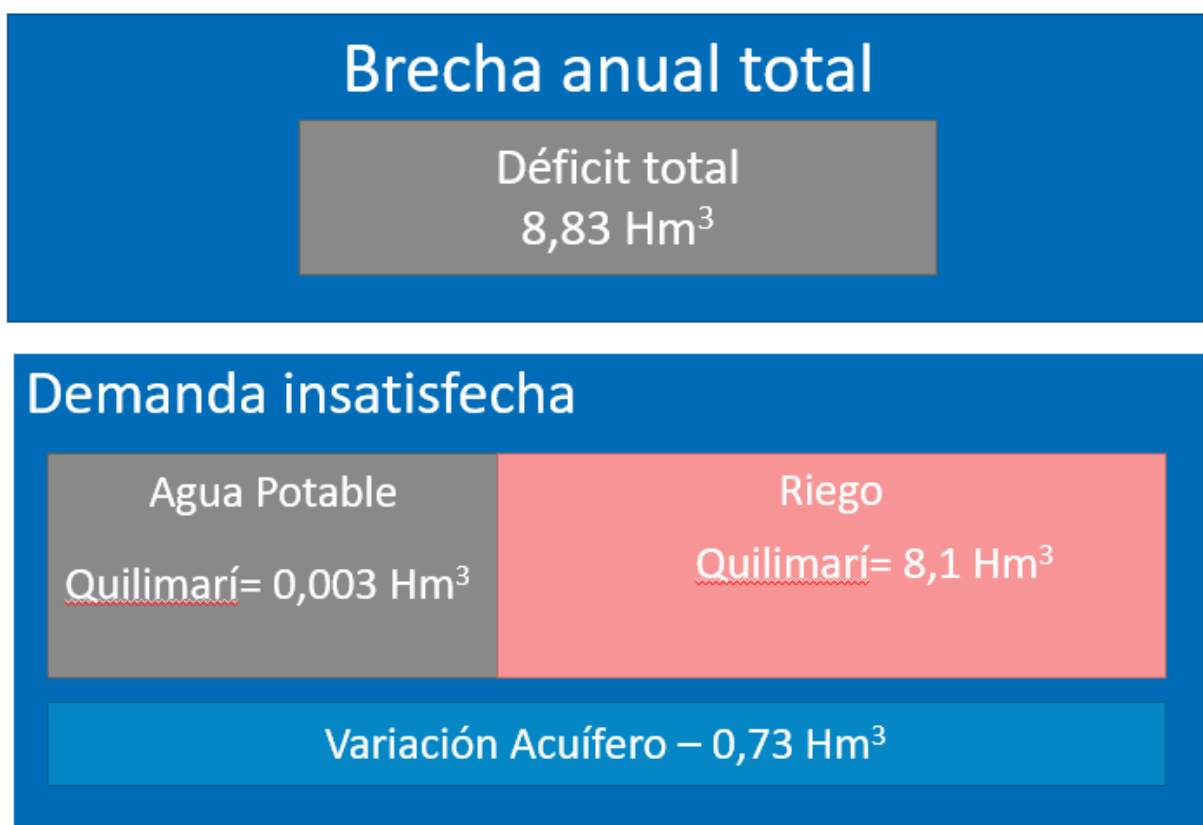 Brecha anual total
Déficit total
8,83 Hm³
Demanda insatisfecha
Agua Potable
Quilimarí= 0,003 Hm³
Riego
Quilimarí= 8,1 Hm³
Variación Acuífero – 0,73 Hm³